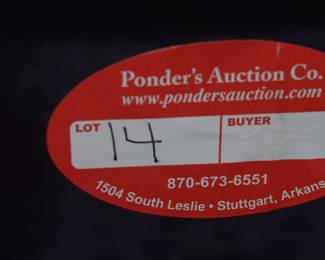 Ponder's Auction Co.
www.pondersauction.com
LOT 14 BUYER
870-673-6551
1504 South Leslie • Stuttgart, Arkans